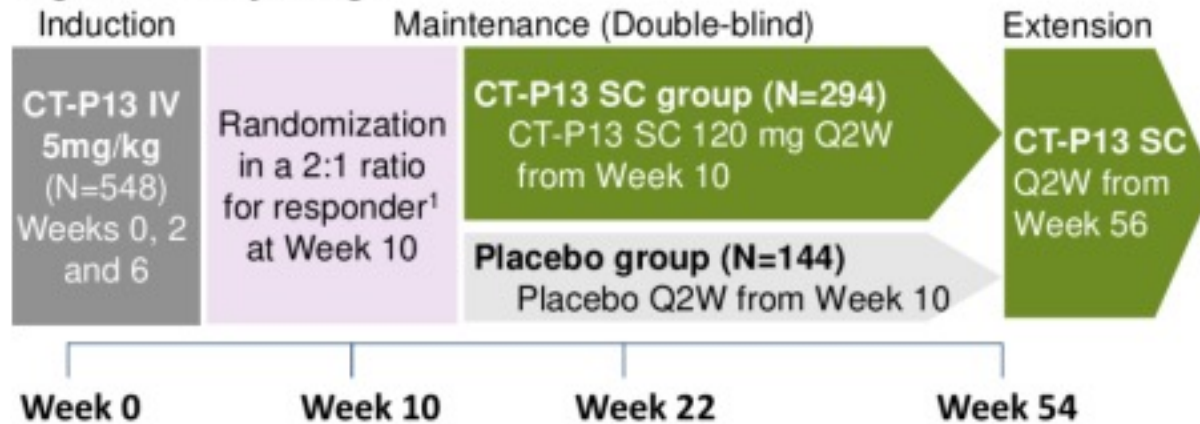 Induction
Maintenance (Double-blind)
Extension
CT-P13 IV
5mg/kg
(N=548)
Weeks 0, 2
and 6
Randomization
in a 2:1 ratio
for responder¹
at Week 10
CT-P13 SC group (N=294)
CT-P13 SC 120 mg Q2W
from Week 10
Placebo group (N=144)
Placebo Q2W from Week 10
CT-P13 SC
Q2W from
Week 56
Week 0
Week 10
Week 22
Week 54